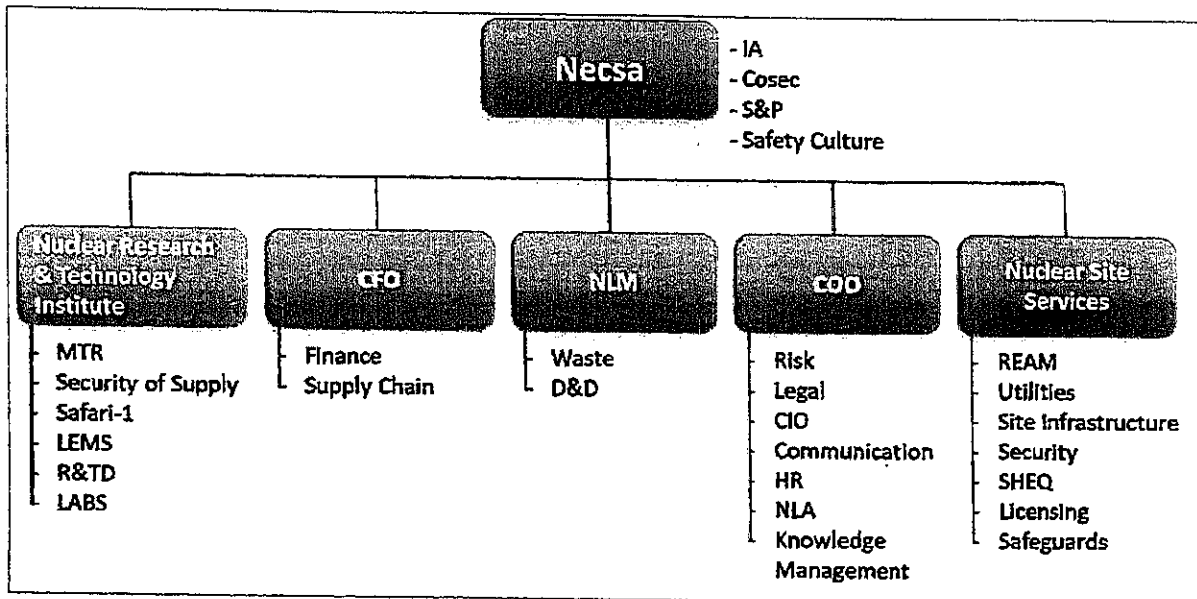 Necsa
- IA
- Cosec
- S&P
- Safety Culture
Nuclear Research
& Technology
Institute
MTR
Security of Supply
Safari-1
LEMS
R&TD
LABS
CFO
Finance
Supply Chain
NLM
Waste
D&D
COO
Risk
Legal
CIO
Communication
HR
NLA
Knowledge
Management
Nuclear Site
Services
REAM
Utilities
Site Infrastructure
Security
SHEQ
Licensing
Safeguards